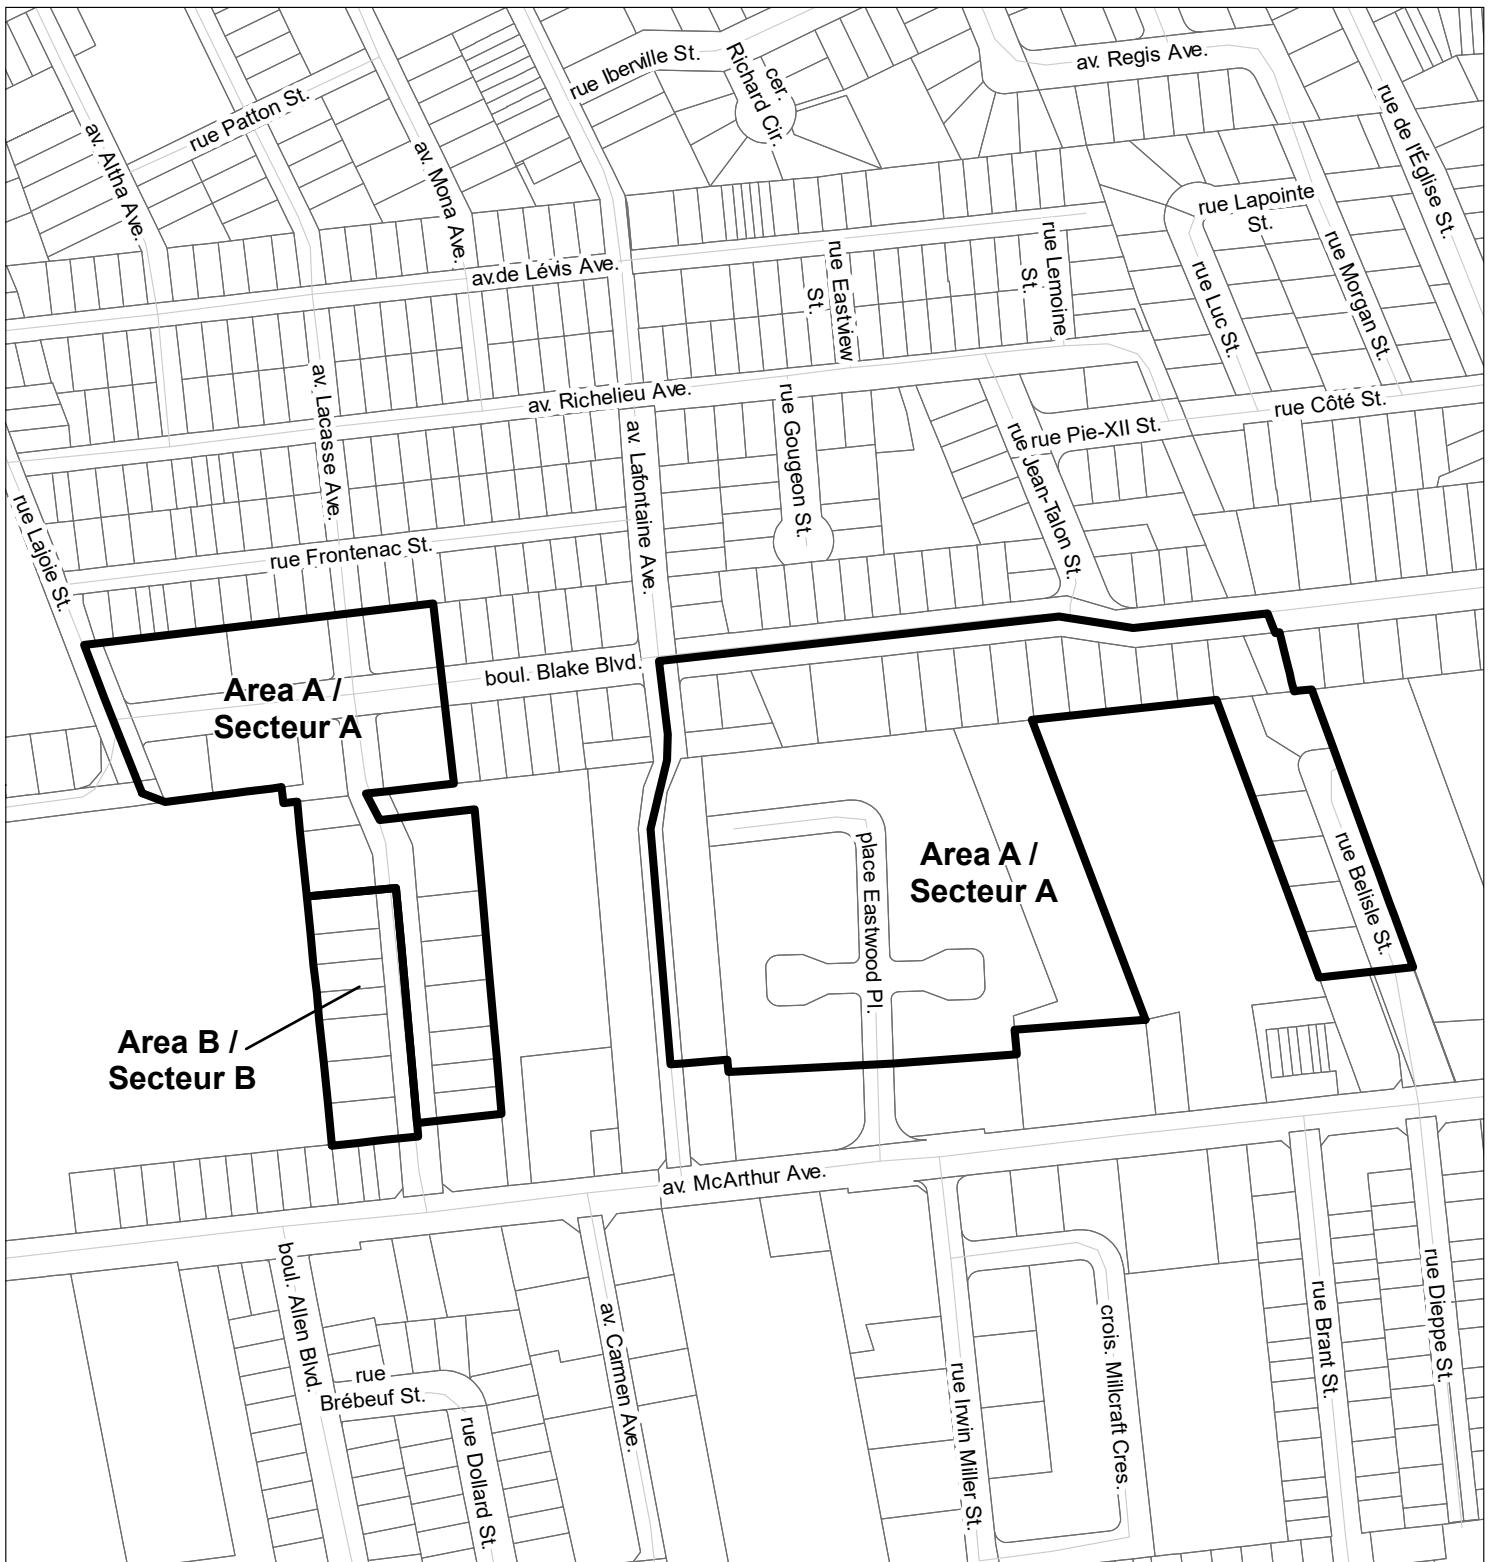 rue Iberville St.
cer.
Richard Cir.
av. Regis Ave.
rue Patton St.
rue de l'Église St.
av. Altha Ave.
av. Mona Ave.
rue Lapointe
St.
av.de Lévis Ave.
rue Eastview
St.
rue Lemoine
St.
rue Luc St.
rue Morgan St.
av. Lacasse Ave.
av. Richelieu Ave.
rue Gougeon St.
rue Pie-XII St.
rue Côté St.
av. Lafontaine Ave.
rue Jean-Talon St.
rue Lajoie St.
rue Frontenac St.
boul. Blake Blvd.
Area A /
Secteur A
place Eastwood Pl.
Area A /
Secteur A
rue Belisle St.
Area B /
Secteur B
av. McArthur Ave.
boul. Allen Blvd.
av. Carmen Ave.
rue
Brébeuf St.
rue Dollard St.
rue Irwin Miller St.
crois. Millcraft Cres.
rue Brant St.
rue Dieppe St.